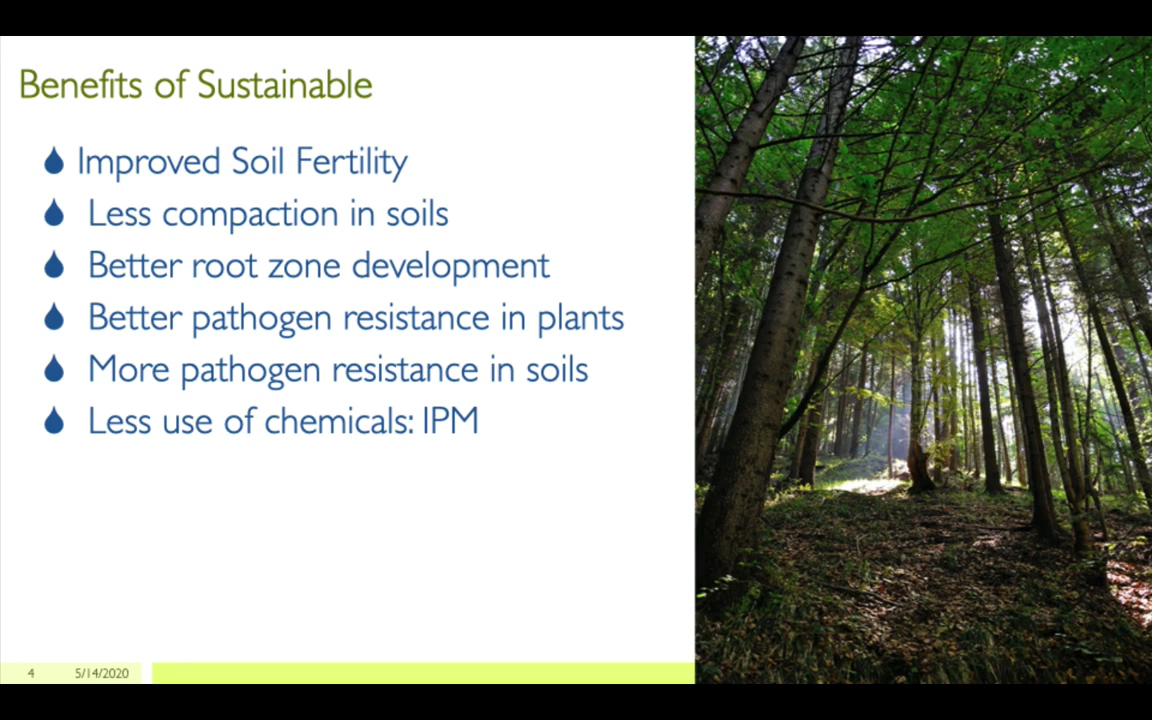 Benefits of Sustainable
Improved Soil Fertility
Less compaction in soils
Better root zone development
Better pathogen resistance in plants
More pathogen resistance in soils
Less use of chemicals: IPM
4 5/14/2020